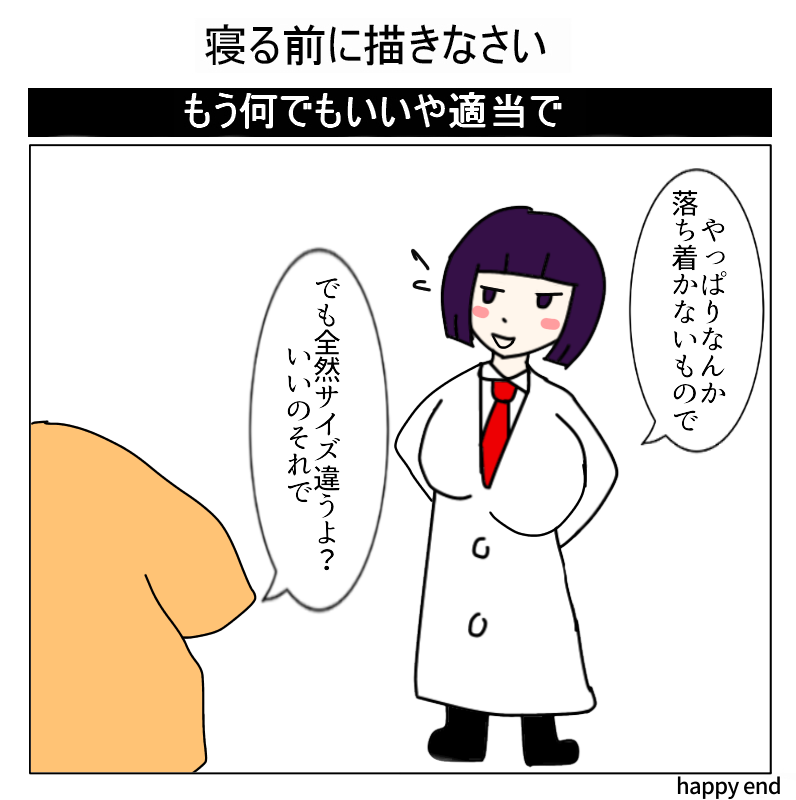 寝る前に描きなさい
もう何でもいいや適当で
やっぱりなんか
落ち着かないもので
でも全然サイズ違うよ？
いいのそれで
happy end